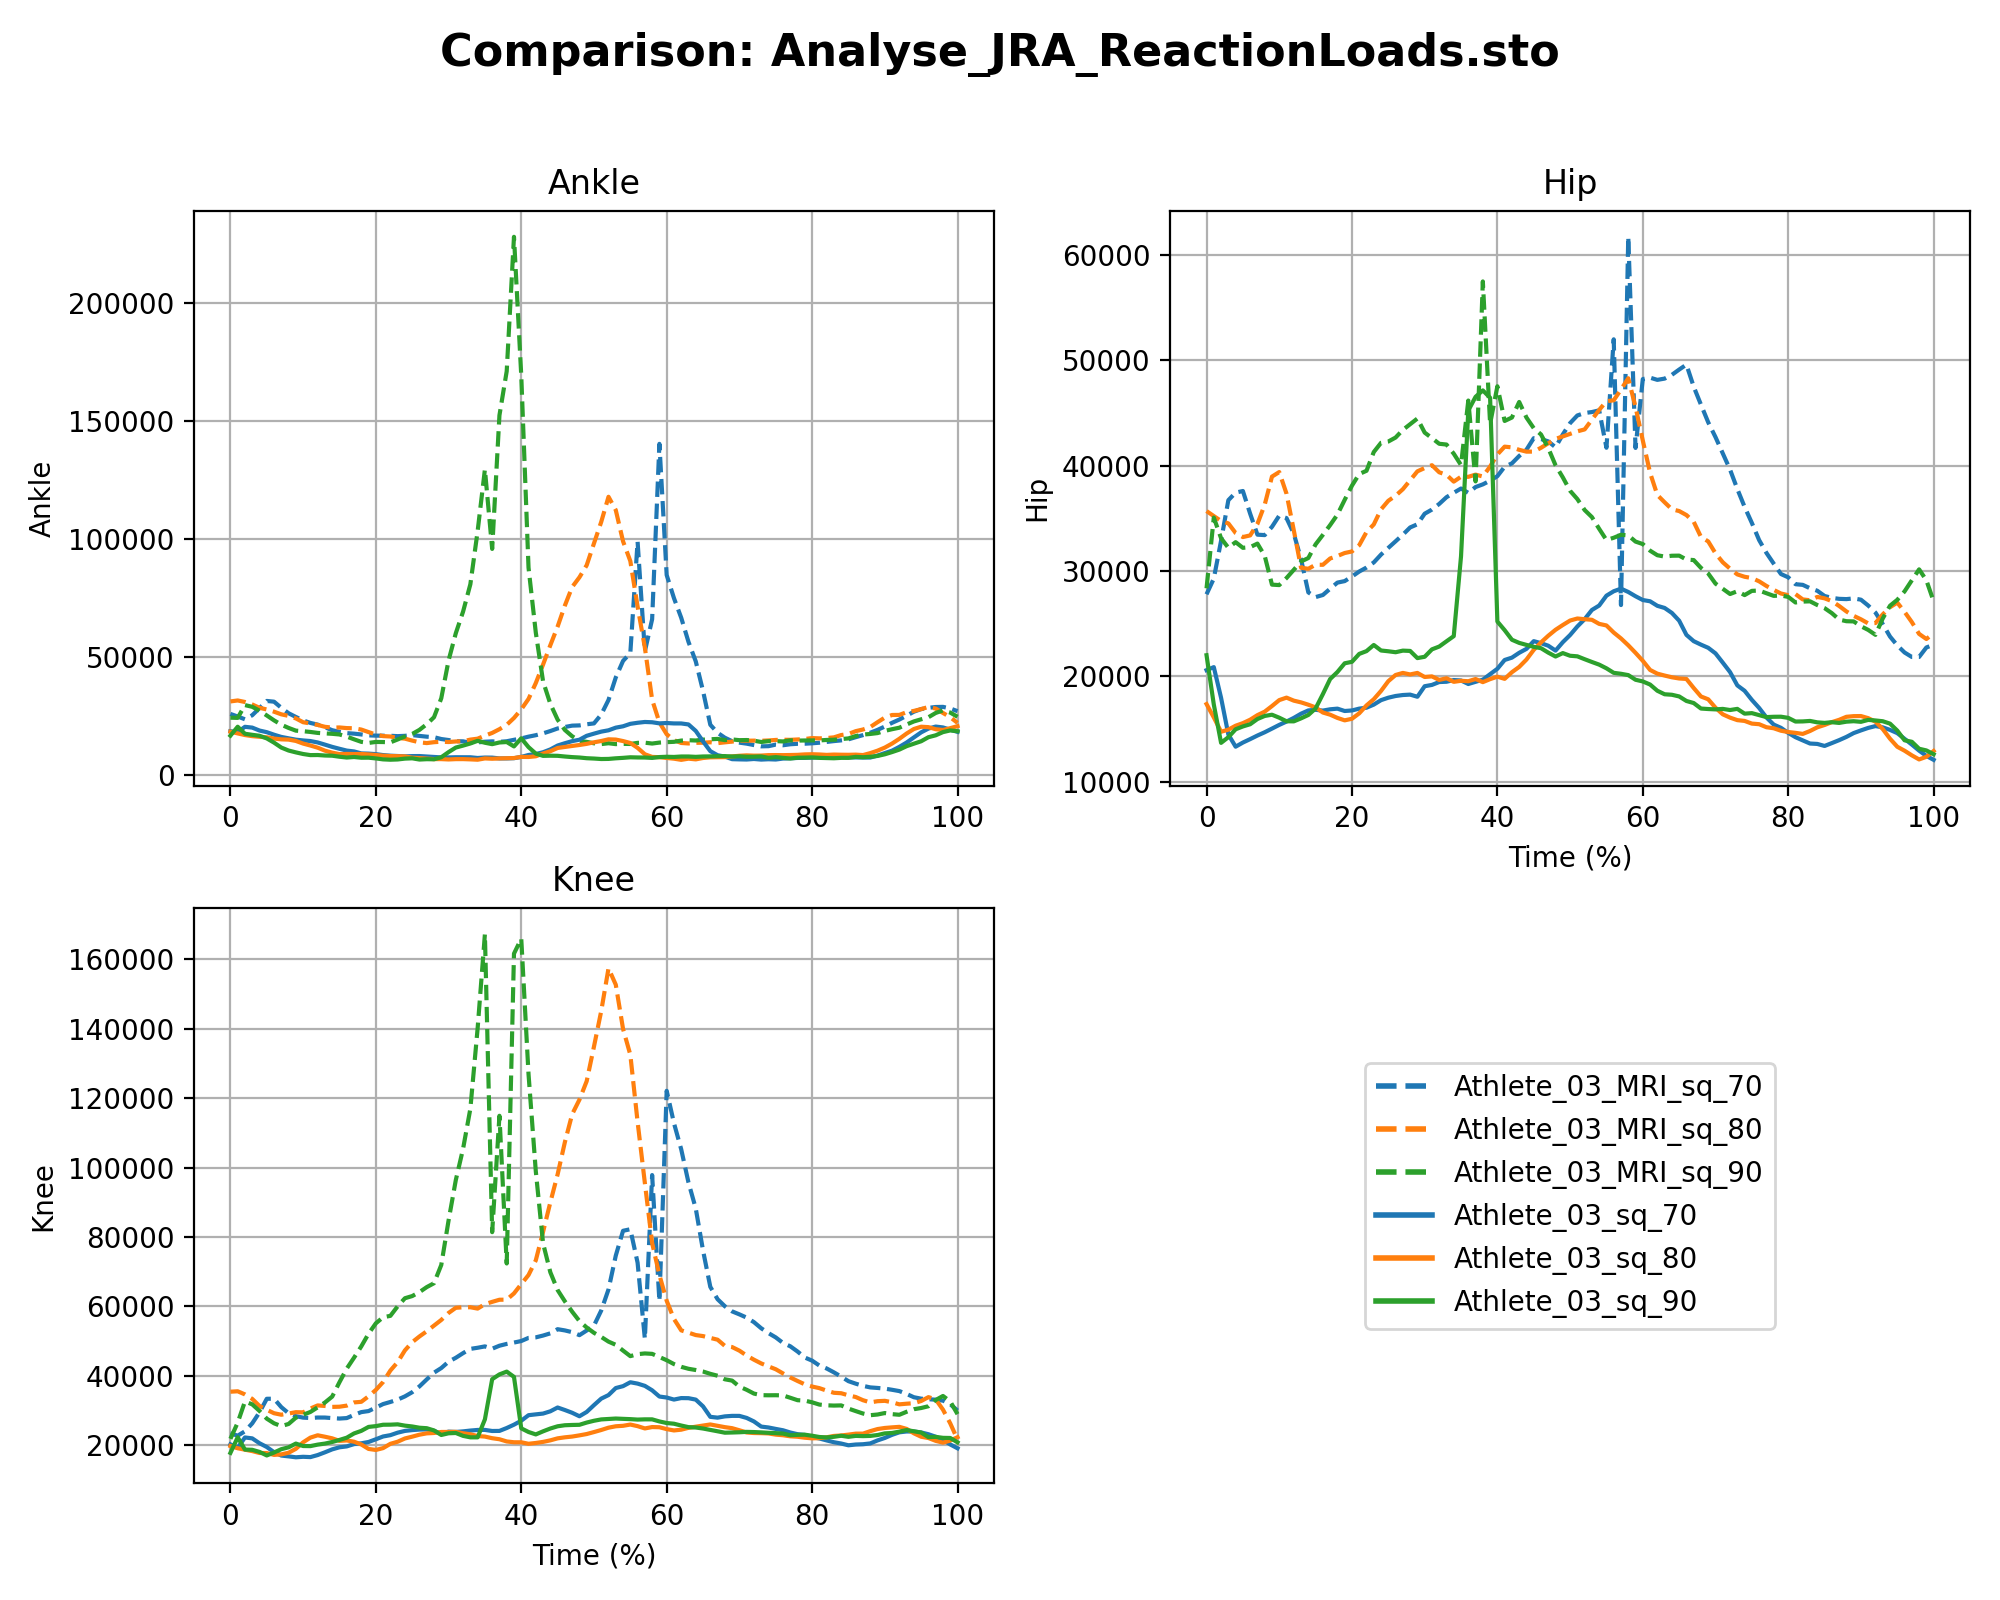 Comparison: Analyse_JRA_ReactionLoads.sto
Ankle
Ankle
200000
150000
100000
50000
0
0 20 40 60 80 100
Hip
Hip
60000
50000
40000
30000
20000
10000
0 20 40 60 80 100
Time (%)
Knee
Knee
160000
140000
120000
100000
80000
60000
40000
20000
0 20 40 60 80 100
Time (%)
Athlete_03_MRI_sq_70
Athlete_03_MRI_sq_80
Athlete_03_MRI_sq_90
Athlete_03_sq_70
Athlete_03_sq_80
Athlete_03_sq_90